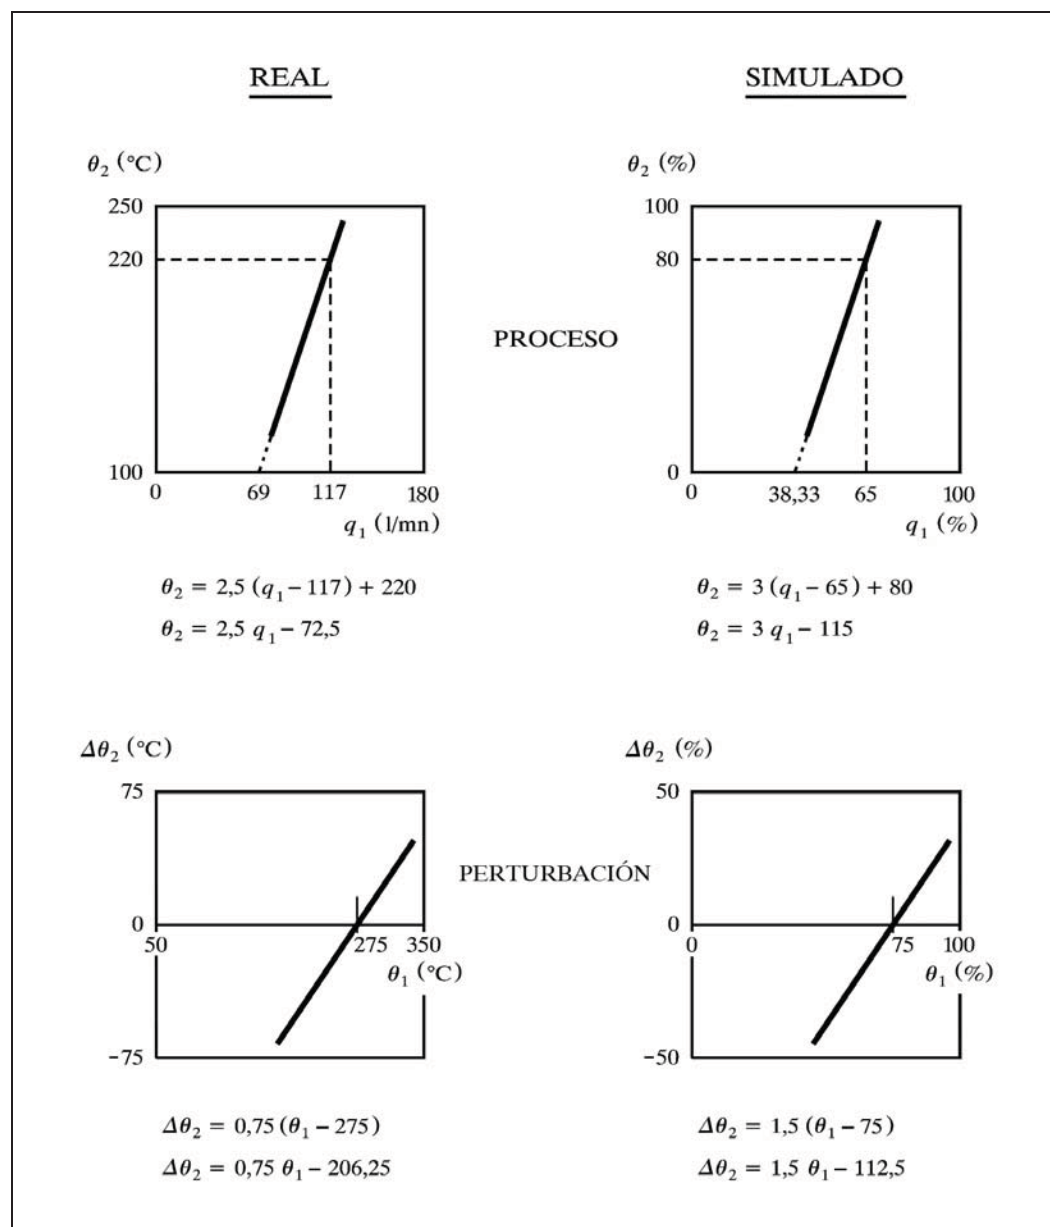 REAL
SIMULADO
θ₂ (°C)
250
220
100
0 69 117 180
q₁ (l/mn)
θ₂ (%)
100
80
0
0 38,33 65 100
q₁ (%)
PROCESO
θ₂ = 2,5 (q₁ – 117) + 220
θ₂ = 2,5 q₁ – 72,5
θ₂ = 3 (q₁ – 65) + 80
θ₂ = 3 q₁ – 115
Δθ₂ (°C)
75
0
50 275 350
θ₁ (°C)
–75
Δθ₂ (%)
50
0
0 75 100
θ₁ (%)
–50
PERTURBACIÓN
Δθ₂ = 0,75 (θ₁ – 275)
Δθ₂ = 0,75 θ₁ – 206,25
Δθ₂ = 1,5 (θ₁ – 75)
Δθ₂ = 1,5 θ₁ – 112,5